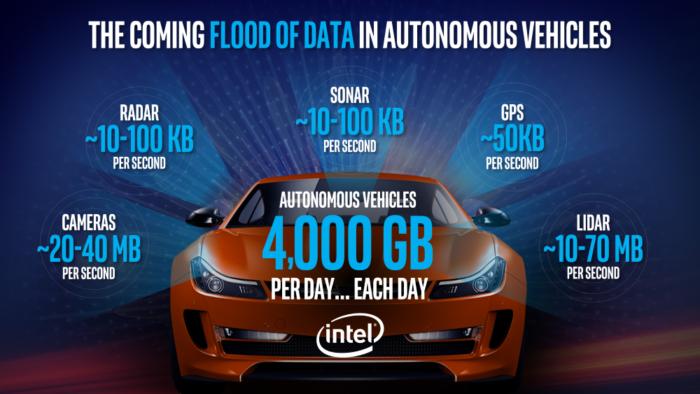 THE COMING FLOOD OF DATA IN AUTONOMOUS VEHICLES
RADAR
~10-100 KB
PER SECOND
SONAR
~10-100 KB
PER SECOND
GPS
~50KB
PER SECOND
CAMERAS
~20-40 MB
PER SECOND
AUTONOMOUS VEHICLES
4,000 GB
PER DAY... EACH DAY
LIDAR
~10-70 MB
PER SECOND
intel